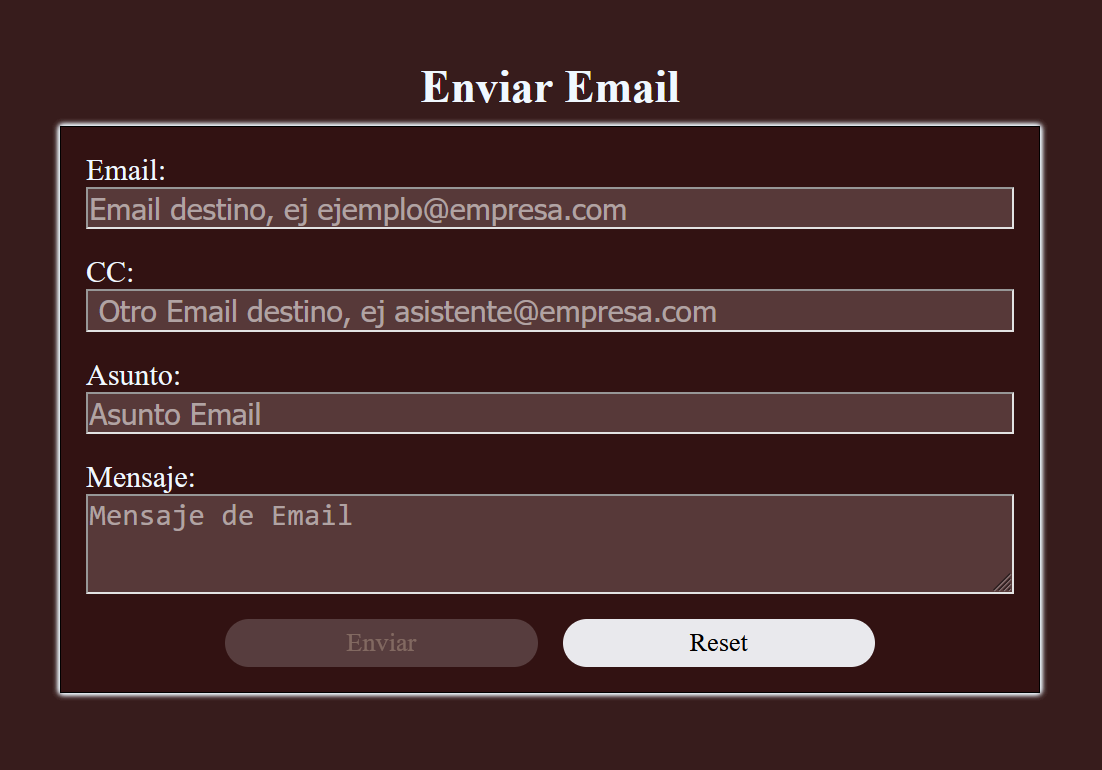 Enviar Email
Email:
Email destino, ej ejemplo@empresa.com
CC:
Otro Email destino, ej asistente@empresa.com
Asunto:
Asunto Email
Mensaje:
Mensaje de Email
Enviar Reset